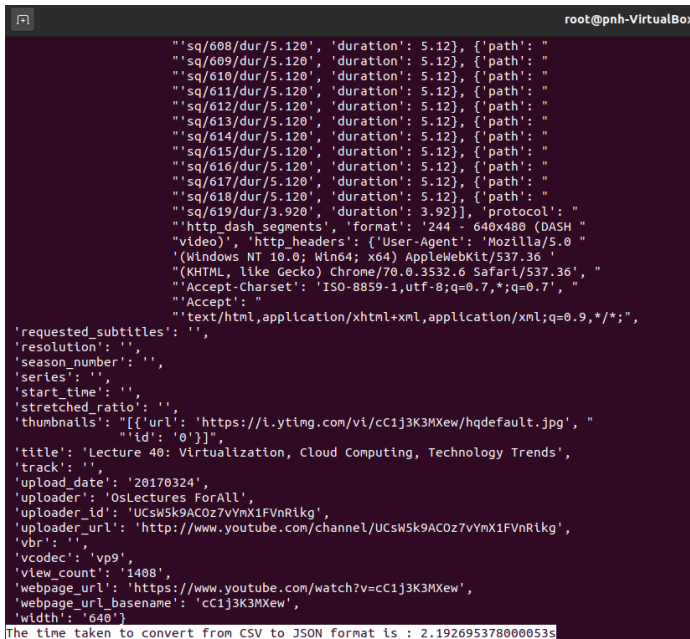 root@pnh-VirtualBox
"'sq/608/dur/5.120', 'duration': 5.12}, {'path': "
"'sq/609/dur/5.120', 'duration': 5.12}, {'path': "
"'sq/610/dur/5.120', 'duration': 5.12}, {'path': "
"'sq/611/dur/5.120', 'duration': 5.12}, {'path': "
"'sq/612/dur/5.120', 'duration': 5.12}, {'path': "
"'sq/613/dur/5.120', 'duration': 5.12}, {'path': "
"'sq/614/dur/5.120', 'duration': 5.12}, {'path': "
"'sq/615/dur/5.120', 'duration': 5.12}, {'path': "
"'sq/616/dur/5.120', 'duration': 5.12}, {'path': "
"'sq/617/dur/5.120', 'duration': 5.12}, {'path': "
"'sq/618/dur/5.120', 'duration': 5.12}, {'path': "
"'sq/619/dur/3.920', 'duration': 3.92}], 'protocol': "
"'http_dash_segments', 'format': '244 - 640x480 (DASH "
"video)', 'http_headers': {'User-Agent': 'Mozilla/5.0 "
'(Windows NT 10.0; Win64; x64) AppleWebKit/537.36 '
"(KHTML, like Gecko) Chrome/70.0.3532.6 Safari/537.36', "
"'Accept-Charset': 'ISO-8859-1,utf-8;q=0.7,*;q=0.7', "
"'Accept': "
"'text/html,application/xhtml+xml,application/xml;q=0.9,*/*;",
'requested_subtitles': '',
'resolution': '',
'season_number': '',
'series': '',
'start_time': '',
'stretched_ratio': '',
'thumbnails': "[{'url': 'https://i.ytimg.com/vi/cC1j3K3MXew/hqdefault.jpg', "
"'id': '0'}]",
'title': 'Lecture 40: Virtualization, Cloud Computing, Technology Trends',
'track': '',
'upload_date': '20170324',
'uploader': 'OsLectures ForAll',
'uploader_id': 'UCsW5k9ACOz7vYmX1FVnRikg',
'uploader_url': 'http://www.youtube.com/channel/UCsW5k9ACOz7vYmX1FVnRikg',
'vbr': '',
'vcodec': 'vp9',
'view_count': '1408',
'webpage_url': 'https://www.youtube.com/watch?v=cC1j3K3MXew',
'webpage_url_basename': 'cC1j3K3MXew',
'width': '640'}
The time taken to convert from CSV to JSON format is : 2.192695378000053s